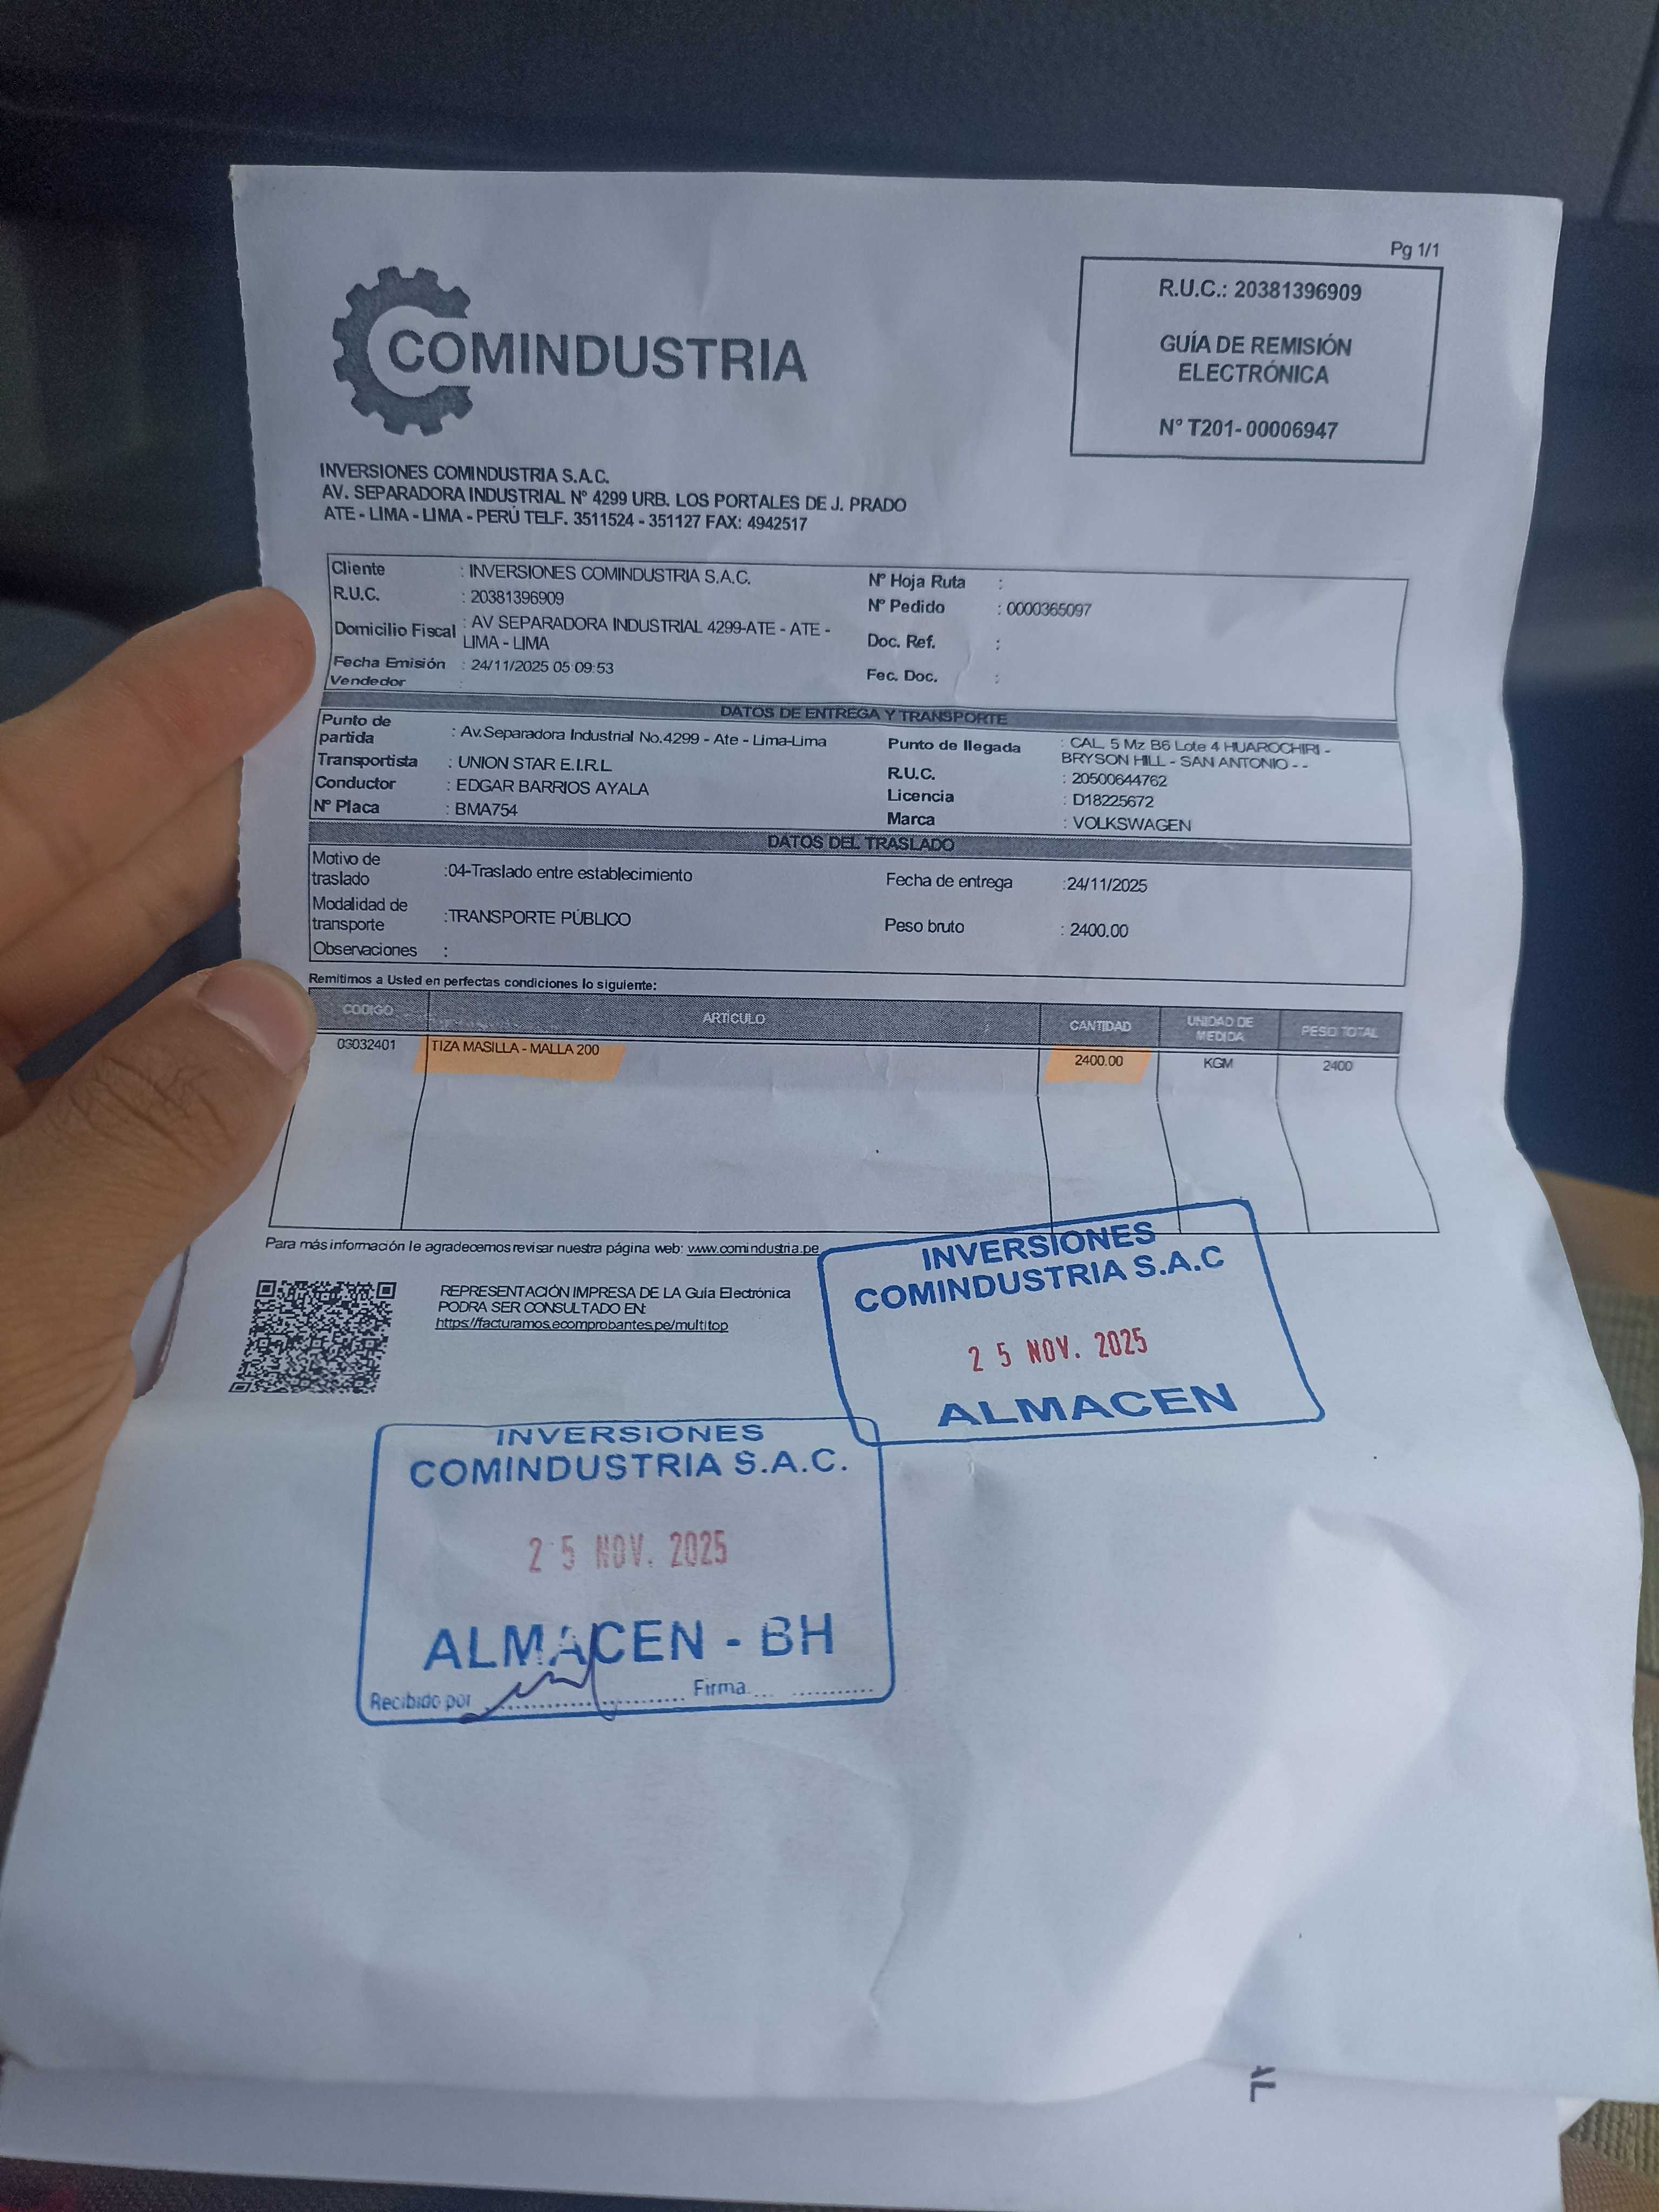 Pg 1/1
COMINDUSTRIA
R.U.C.: 20381396909
GUÍA DE REMISIÓN
ELECTRÓNICA
N° T201- 00006947
INVERSIONES COMINDUSTRIA S.A.C.
AV. SEPARADORA INDUSTRIAL N° 4299 URB. LOS PORTALES DE J. PRADO
ATE - LIMA - LIMA - PERÚ TELF. 3511524 - 351127 FAX: 4942517
Cliente : INVERSIONES COMINDUSTRIA S.A.C. N° Hoja Ruta :
R.U.C. : 20381396909 N° Pedido : 0000365097
Domicilio Fiscal : AV SEPARADORA INDUSTRIAL 4299-ATE - ATE -
LIMA - LIMA Doc. Ref. :
Fecha Emisión : 24/11/2025 05:09:53 Fec. Doc. :
Vendedor :
DATOS DE ENTREGA Y TRANSPORTE
Punto de
partida : Av.Separadora Industrial No.4299 - Ate - Lima-Lima Punto de llegada : CAL. 5 Mz B6 Lote 4 HUAROCHIRI -
BRYSON HILL - SAN ANTONIO - -
Transportista : UNION STAR E.I.R.L R.U.C. : 20500644762
Conductor : EDGAR BARRIOS AYALA Licencia : D18225672
N° Placa : BMA754 Marca : VOLKSWAGEN
DATOS DEL TRASLADO
Motivo de
traslado :04-Traslado entre establecimiento Fecha de entrega :24/11/2025
Modalidad de
transporte :TRANSPORTE PÚBLICO Peso bruto : 2400.00
Observaciones :
Remitimos a Usted en perfectas condiciones lo siguiente:
CODIGO ARTÍCULO CANTIDAD UNIDAD DE MEDIDA PESO TOTAL
03032401 TIZA MASILLA - MALLA 200 2400.00 KGM 2400
Para más información le agradecemos revisar nuestra página web: www.comindustria.pe
REPRESENTACIÓN IMPRESA DE LA Guía Electrónica
PODRA SER CONSULTADO EN:
https://facturamos.ecomprobantes.pe/multitop
INVERSIONES
COMINDUSTRIA S.A.C
2 5 NOV. 2025
ALMACEN
INVERSIONES
COMINDUSTRIA S.A.C.
2 5 NOV. 2025
ALMACEN - BH
Recibido por ........................ Firma.... ............